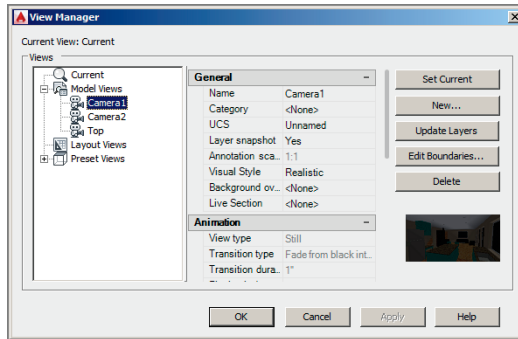 View Manager
Current View: Current
Views
Current
Model Views
Camera1
Camera2
Top
Layout Views
Preset Views
General
Name Camera1
Category <None>
UCS Unnamed
Layer snapshot Yes
Annotation sca.. 1:1
Visual Style Realistic
Background ov.. <None>
Live Section <None>
Animation
View type Still
Transition type Fade from black int..
Transition dura.. 1"
Set Current
New...
Update Layers
Edit Boundaries...
Delete
OK Cancel Apply Help